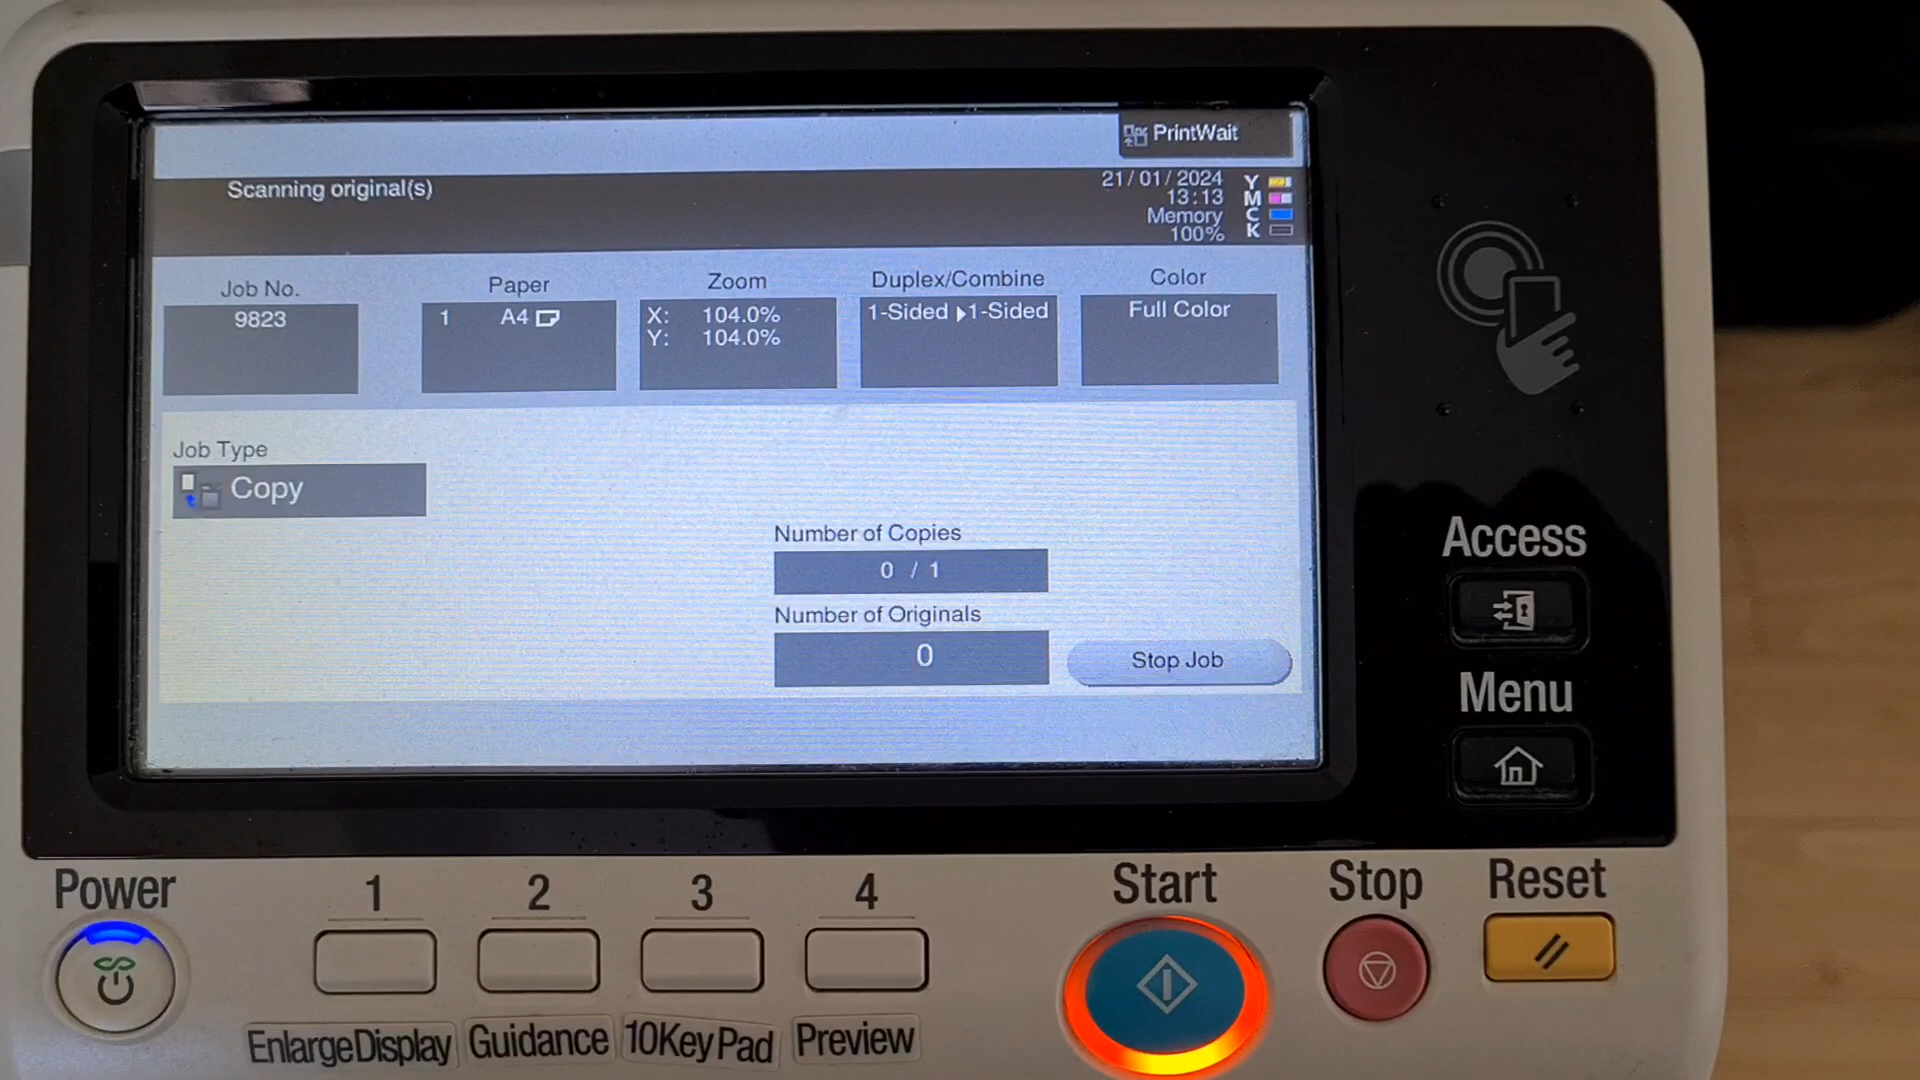 PrintWait
Scanning original(s)
21/01/2024
13:13
Memory
100%
Y
M
C
K
Job No.
9823
Paper
1 A4
Zoom
X: 104.0%
Y: 104.0%
Duplex/Combine
1-Sided ▶1-Sided
Color
Full Color
Job Type
Copy
Number of Copies
0 / 1
Number of Originals
0
Stop Job
Access
Menu
Power
1
2
3
4
Start
Stop
Reset
EnlargeDisplay
Guidance
10KeyPad
Preview